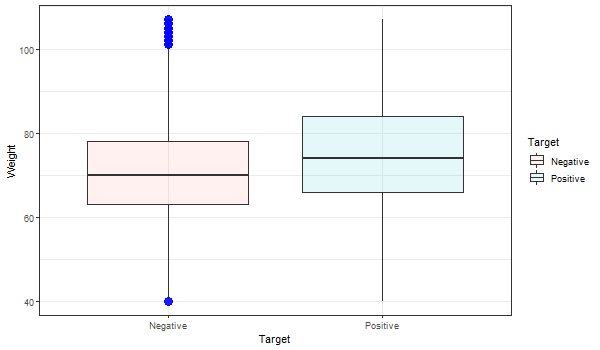 Weight
100
80
60
40
Negative
Positive
Target
Target
Negative
Positive